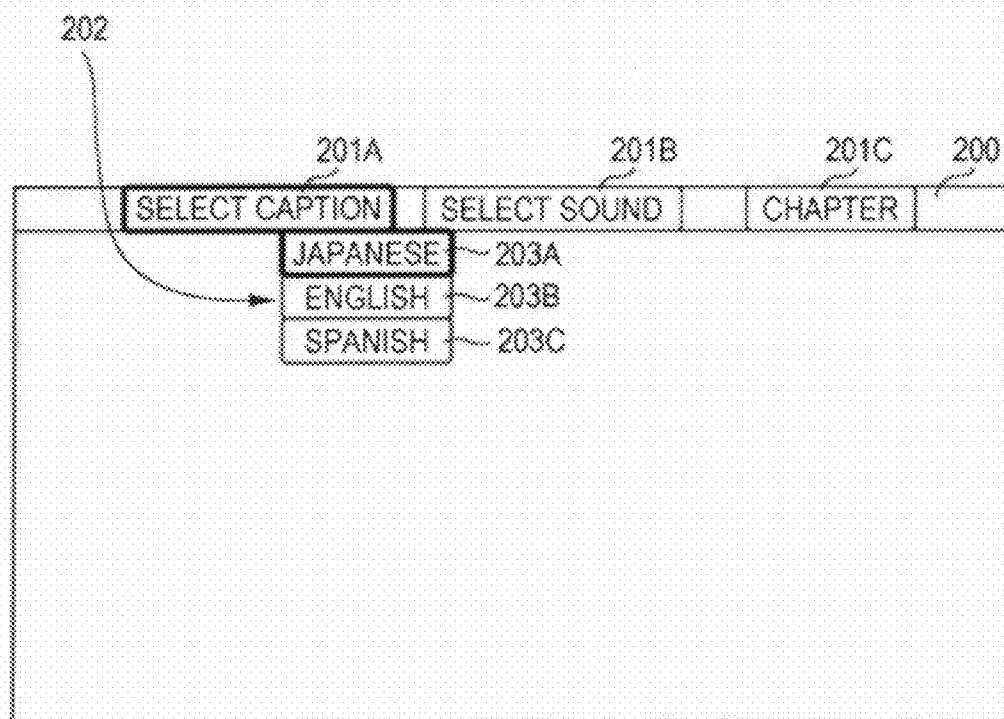 202
201A 201B 201C 200
SELECT CAPTION SELECT SOUND CHAPTER
JAPANESE 203A
ENGLISH 203B
SPANISH 203C